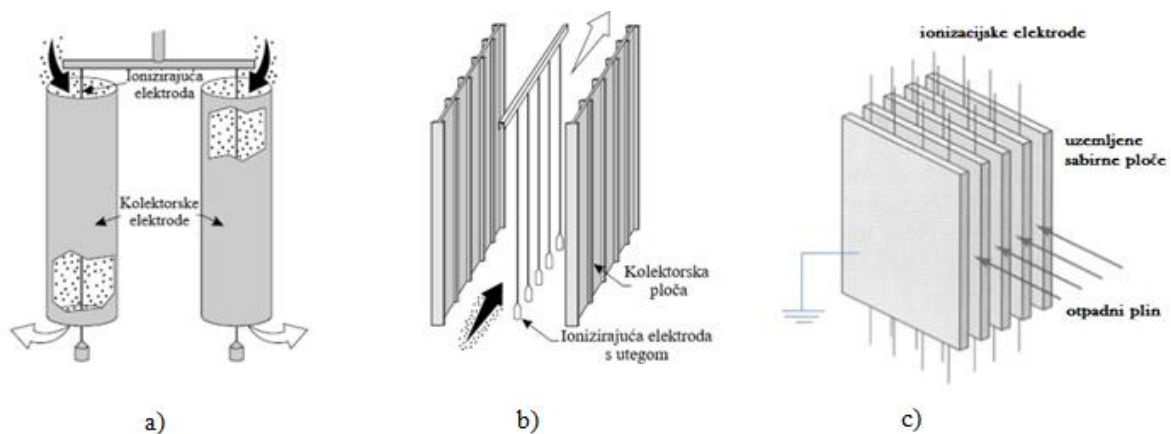 Ionizirajuća
elektroda
Kolektorske
elektrode
a)
Kolektorska
ploča
Ionizirajuća elektroda
s utegom
b)
ionizacijske elektrode
uzemljene
sabirne ploče
otpadni plin
c)